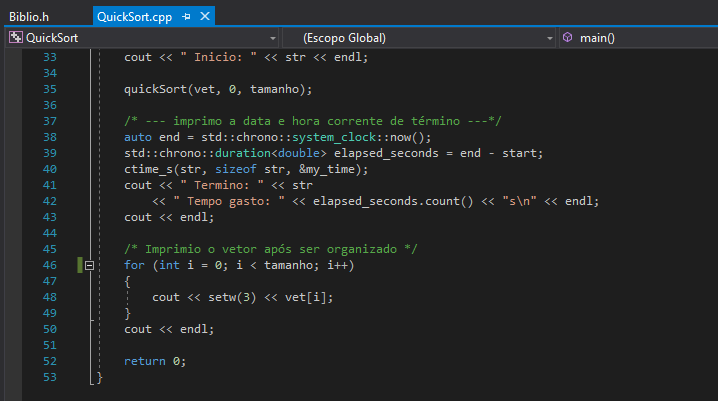 Biblio.h QuickSort.cpp
QuickSort (Escopo Global) main()
33 cout << " Inicio: " << str << endl;
34
35 quickSort(vet, 0, tamanho);
36
37 /* --- imprimo a data e hora corrente de término ---*/
38 auto end = std::chrono::system_clock::now();
39 std::chrono::duration<double> elapsed_seconds = end - start;
40 ctime_s(str, sizeof str, &my_time);
41 cout << " Termino: " << str
42 << " Tempo gasto: " << elapsed_seconds.count() << "s\n" << endl;
43 cout << endl;
44
45 /* Imprimio o vetor após ser organizado */
46 for (int i = 0; i < tamanho; i++)
47 {
48 cout << setw(3) << vet[i];
49 }
50 cout << endl;
51
52 return 0;
53 }